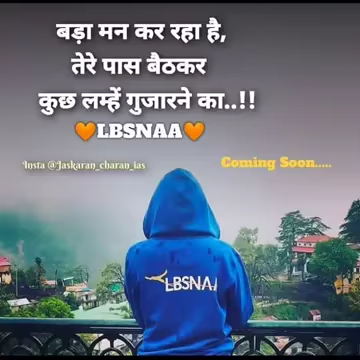 बड़ा मन कर रहा है,
तेरे पास बैठकर
कुछ लम्हें गुजारने का..!!
🧡LBSNAA🧡
Insta @Jaskaran_charan_ias
Coming Soon.....
LBSNAA